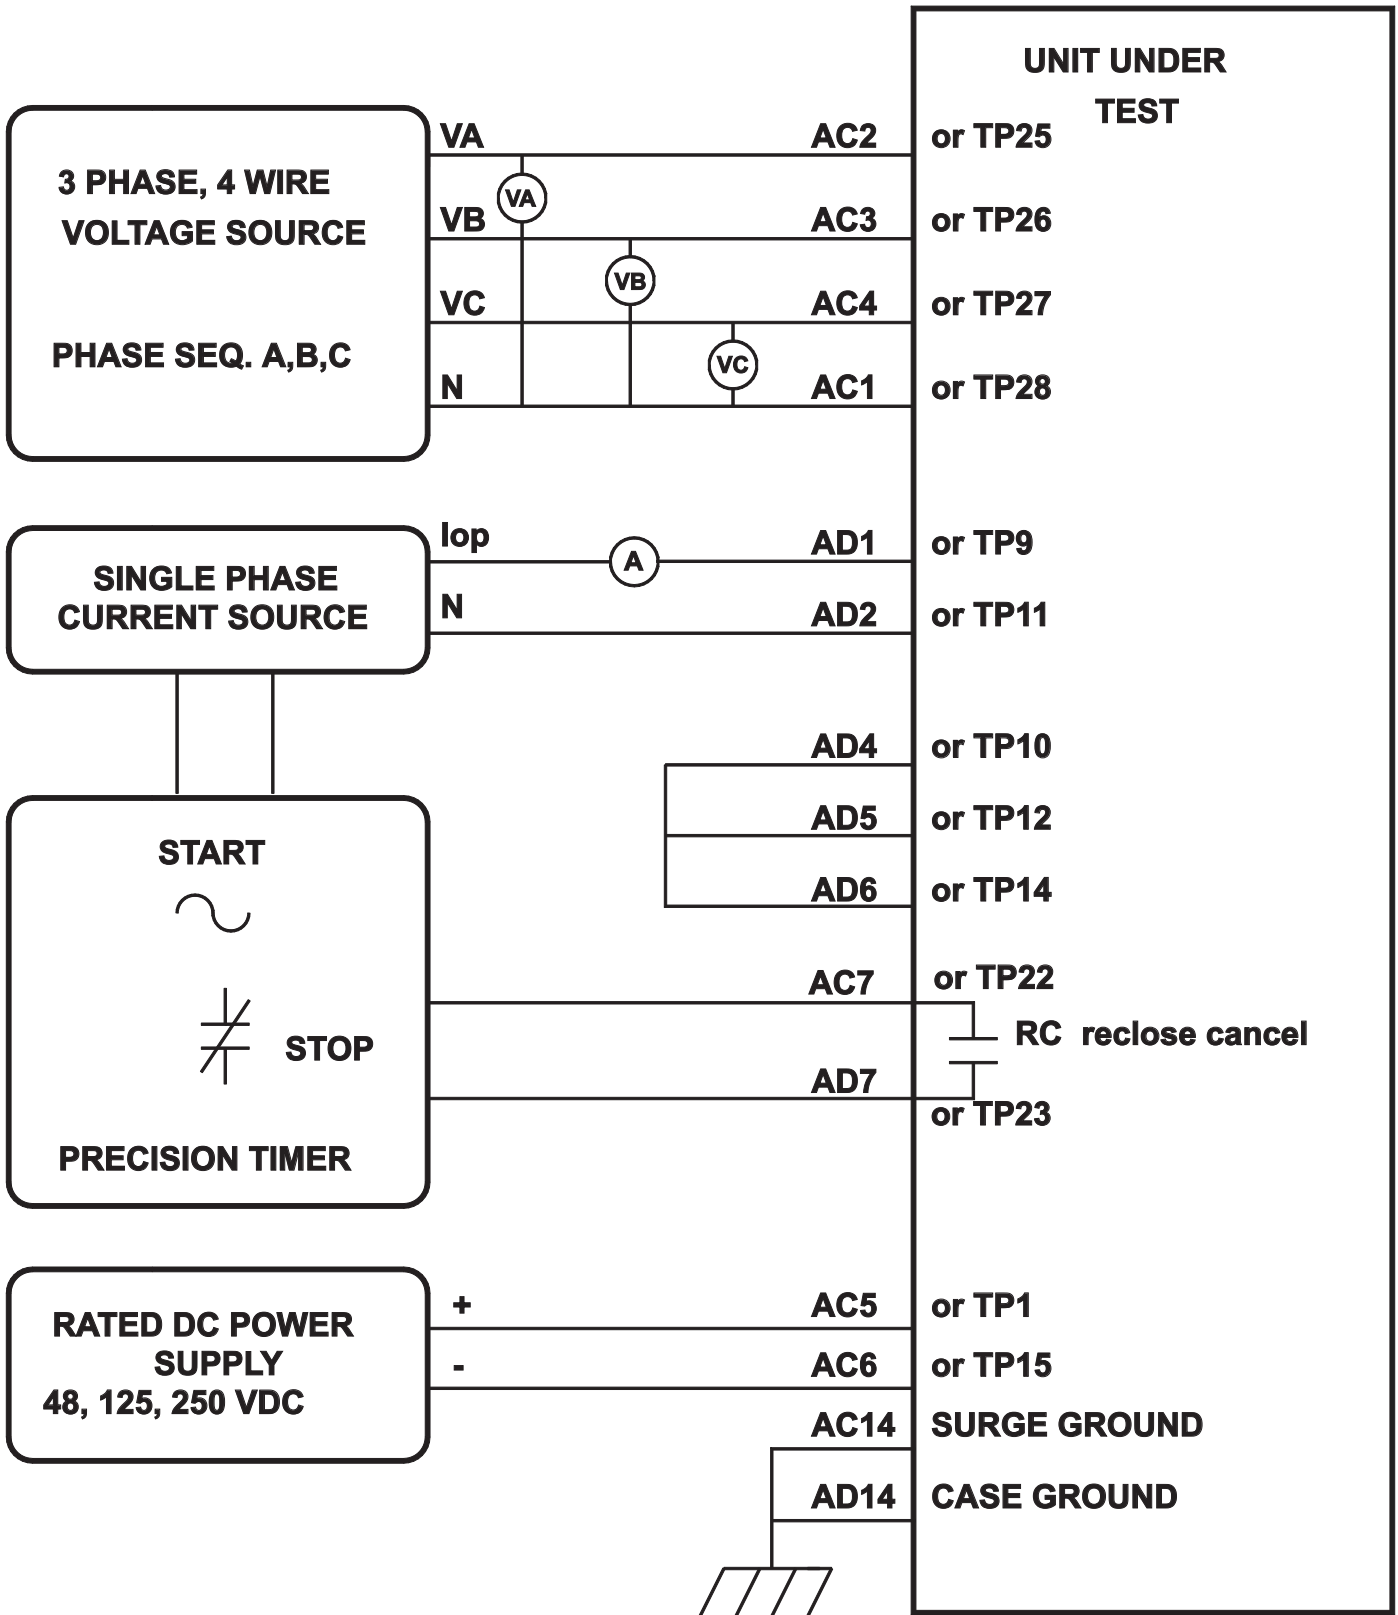 UNIT UNDER
TEST
3 PHASE, 4 WIRE
VOLTAGE SOURCE
PHASE SEQ. A,B,C
VA
VA
AC2
or TP25
VB
VB
AC3
or TP26
VC
VC
AC4
or TP27
N
AC1
or TP28
SINGLE PHASE
CURRENT SOURCE
Iop
A
AD1
or TP9
N
AD2
or TP11
AD4
or TP10
AD5
or TP12
AD6
or TP14
START
STOP
PRECISION TIMER
AC7
or TP22
RC reclose cancel
AD7
or TP23
RATED DC POWER
SUPPLY
48, 125, 250 VDC
+
AC5
or TP1
-
AC6
or TP15
AC14
SURGE GROUND
AD14
CASE GROUND